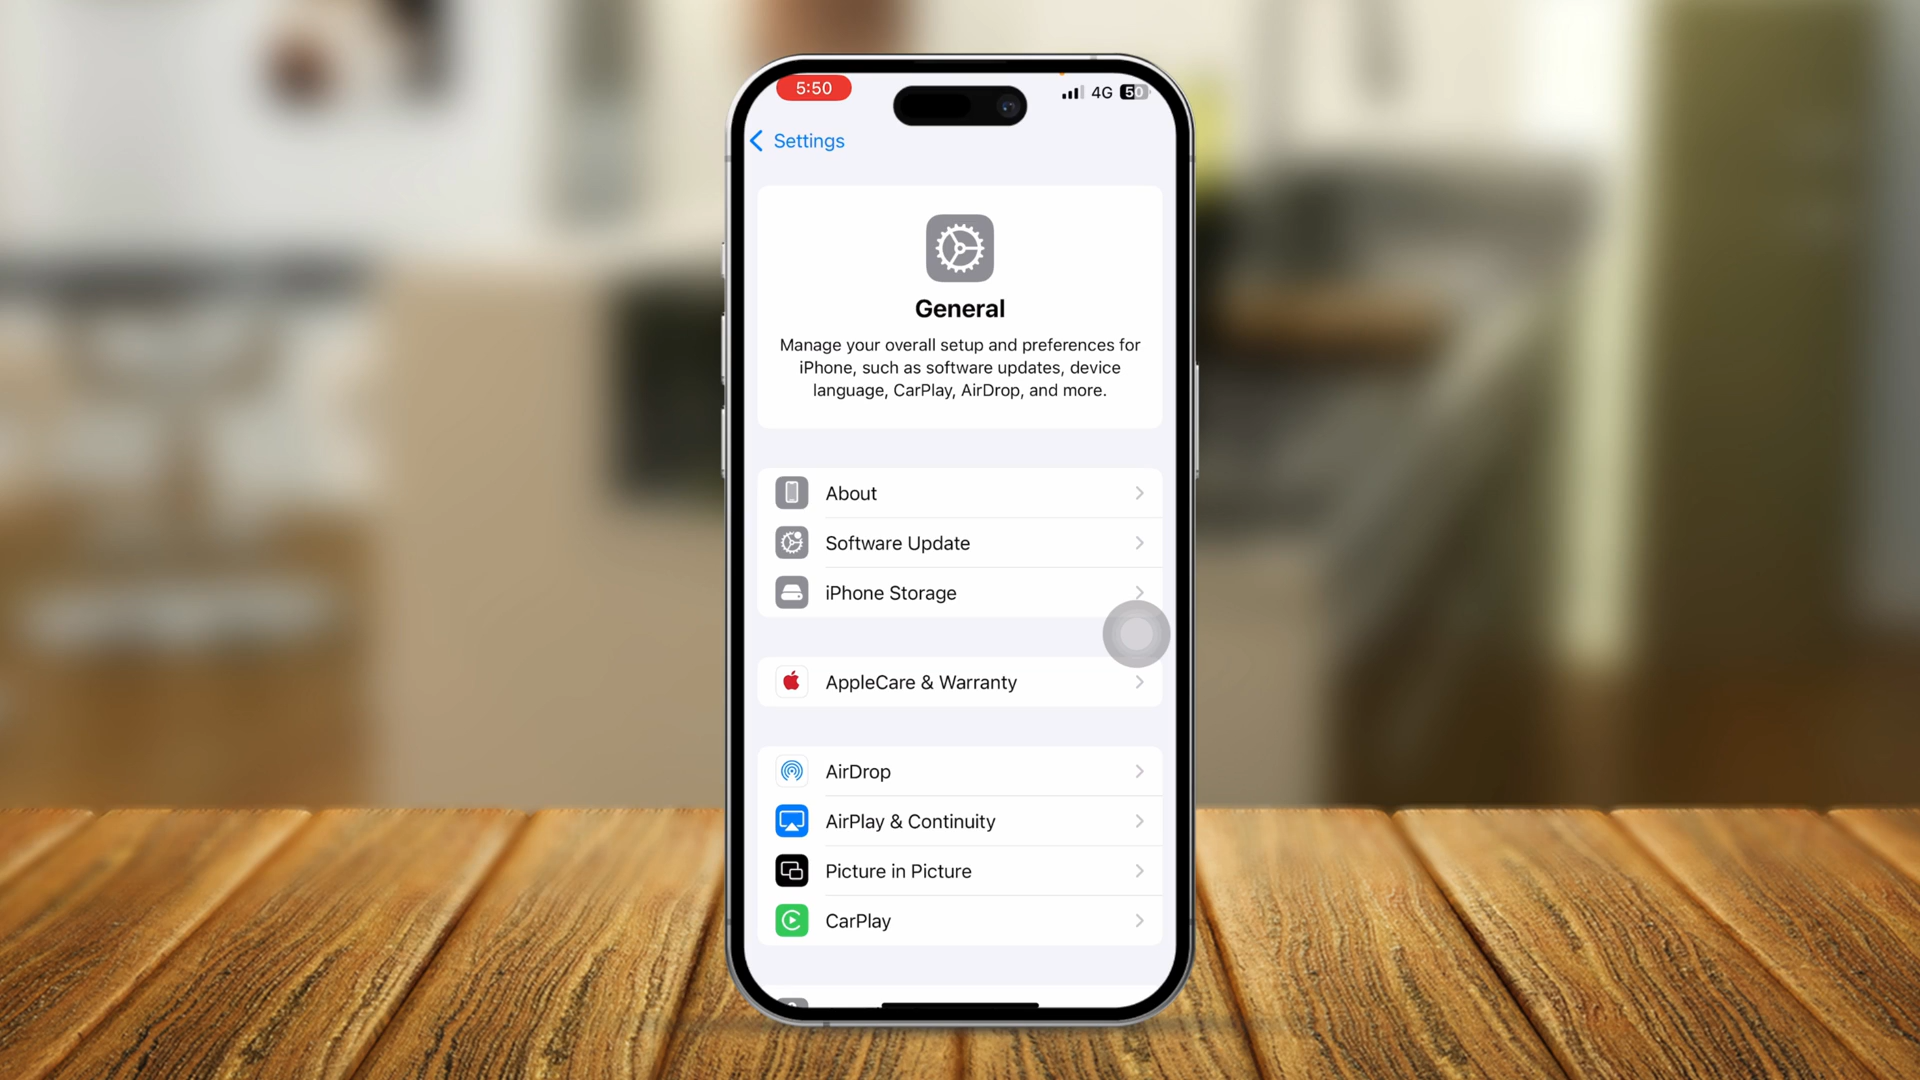 5:50
4G 50
Settings
General
Manage your overall setup and preferences for
iPhone, such as software updates, device
language, CarPlay, AirDrop, and more.
About
Software Update
iPhone Storage
AppleCare & Warranty
AirDrop
AirPlay & Continuity
Picture in Picture
CarPlay